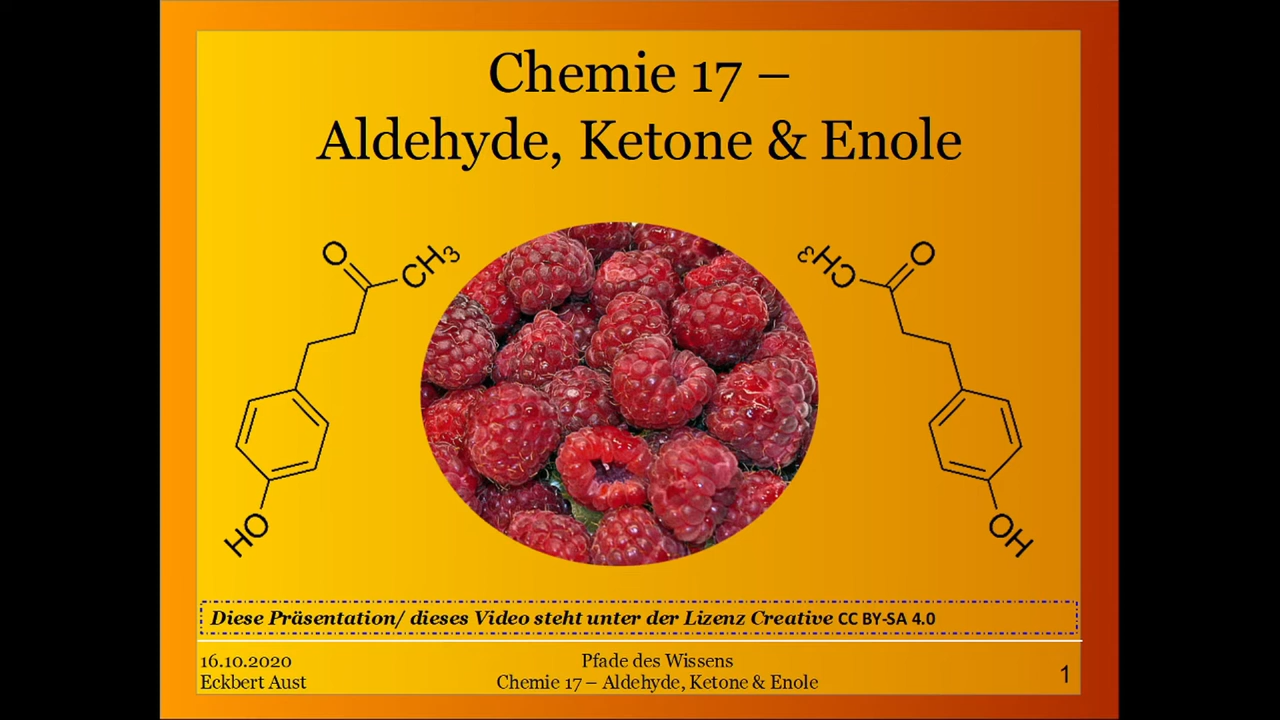 Chemie 17 –
Aldehyde, Ketone & Enole
O
CH3
HO
CH3
O
OH
Diese Präsentation/ dieses Video steht unter der Lizenz Creative CC BY-SA 4.0
16.10.2020
Eckbert Aust
Pfade des Wissens
Chemie 17 – Aldehyde, Ketone & Enole
1